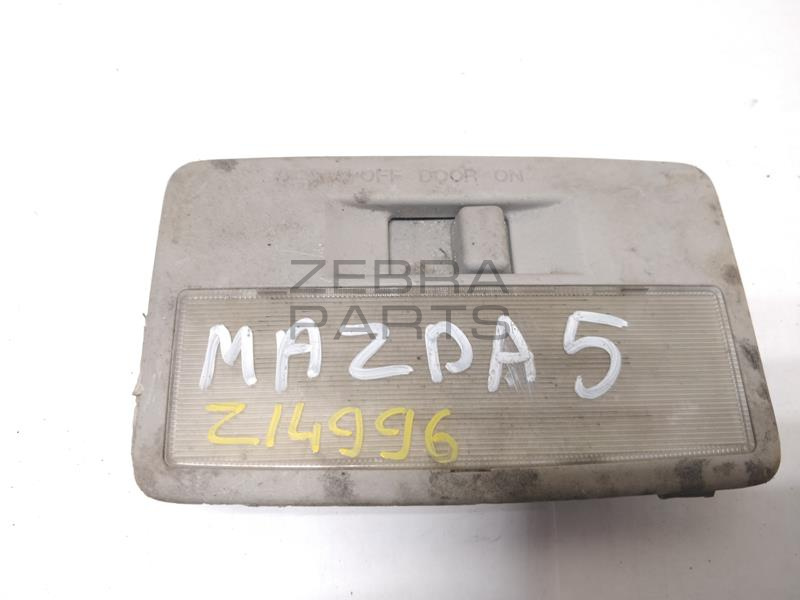 OFF DOOR ON
ZEBRA
PARTS
MAZDA 5
Z14996